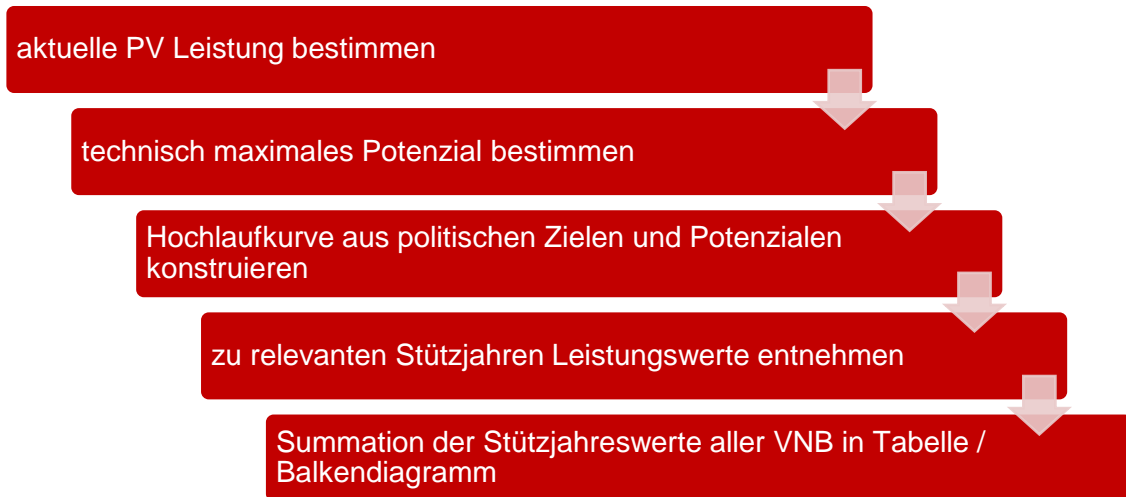 aktuelle PV Leistung bestimmen
technisch maximales Potenzial bestimmen
Hochlaufkurve aus politischen Zielen und Potenzialen
konstruieren
zu relevanten Stützjahren Leistungswerte entnehmen
Summation der Stützjahreswerte aller VNB in Tabelle /
Balkendiagramm